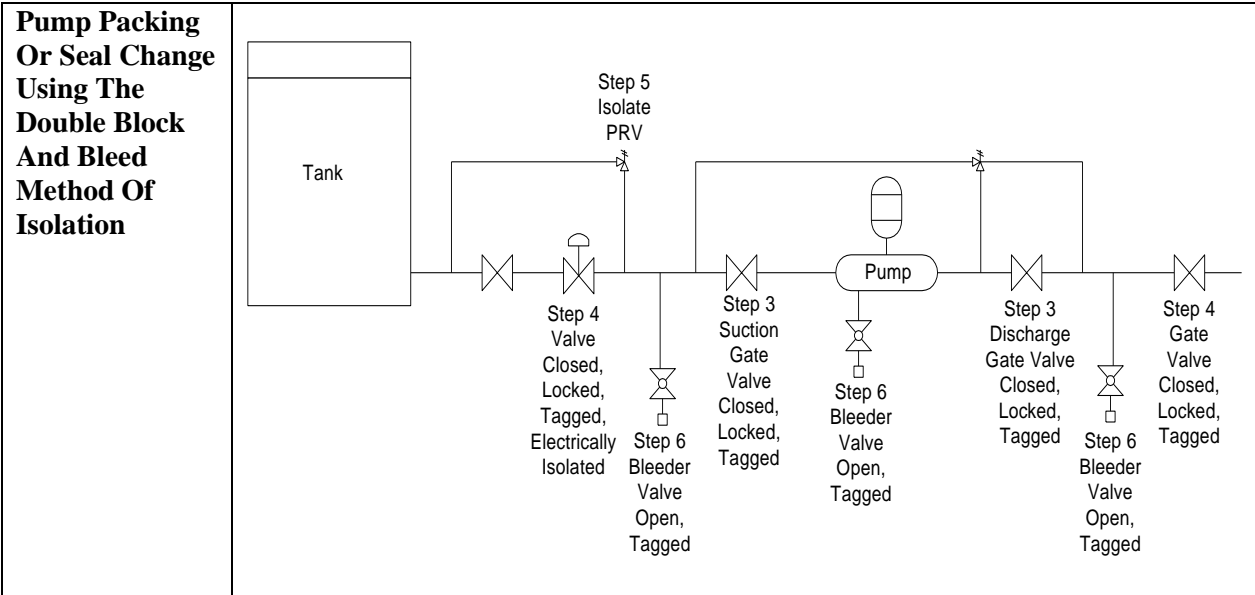 Pump Packing
Or Seal Change
Using The
Double Block
And Bleed
Method Of
Isolation
Tank
Step 5
Isolate
PRV
Pump
Step 4
Valve
Closed,
Locked,
Tagged,
Electrically
Isolated
Step 6
Bleeder
Valve
Open,
Tagged
Step 3
Suction
Gate
Valve
Closed,
Locked,
Tagged
Step 6
Bleeder
Valve
Open,
Tagged
Step 3
Discharge
Gate Valve
Closed,
Locked,
Tagged
Step 6
Bleeder
Valve
Open,
Tagged
Step 4
Gate
Valve
Closed,
Locked,
Tagged